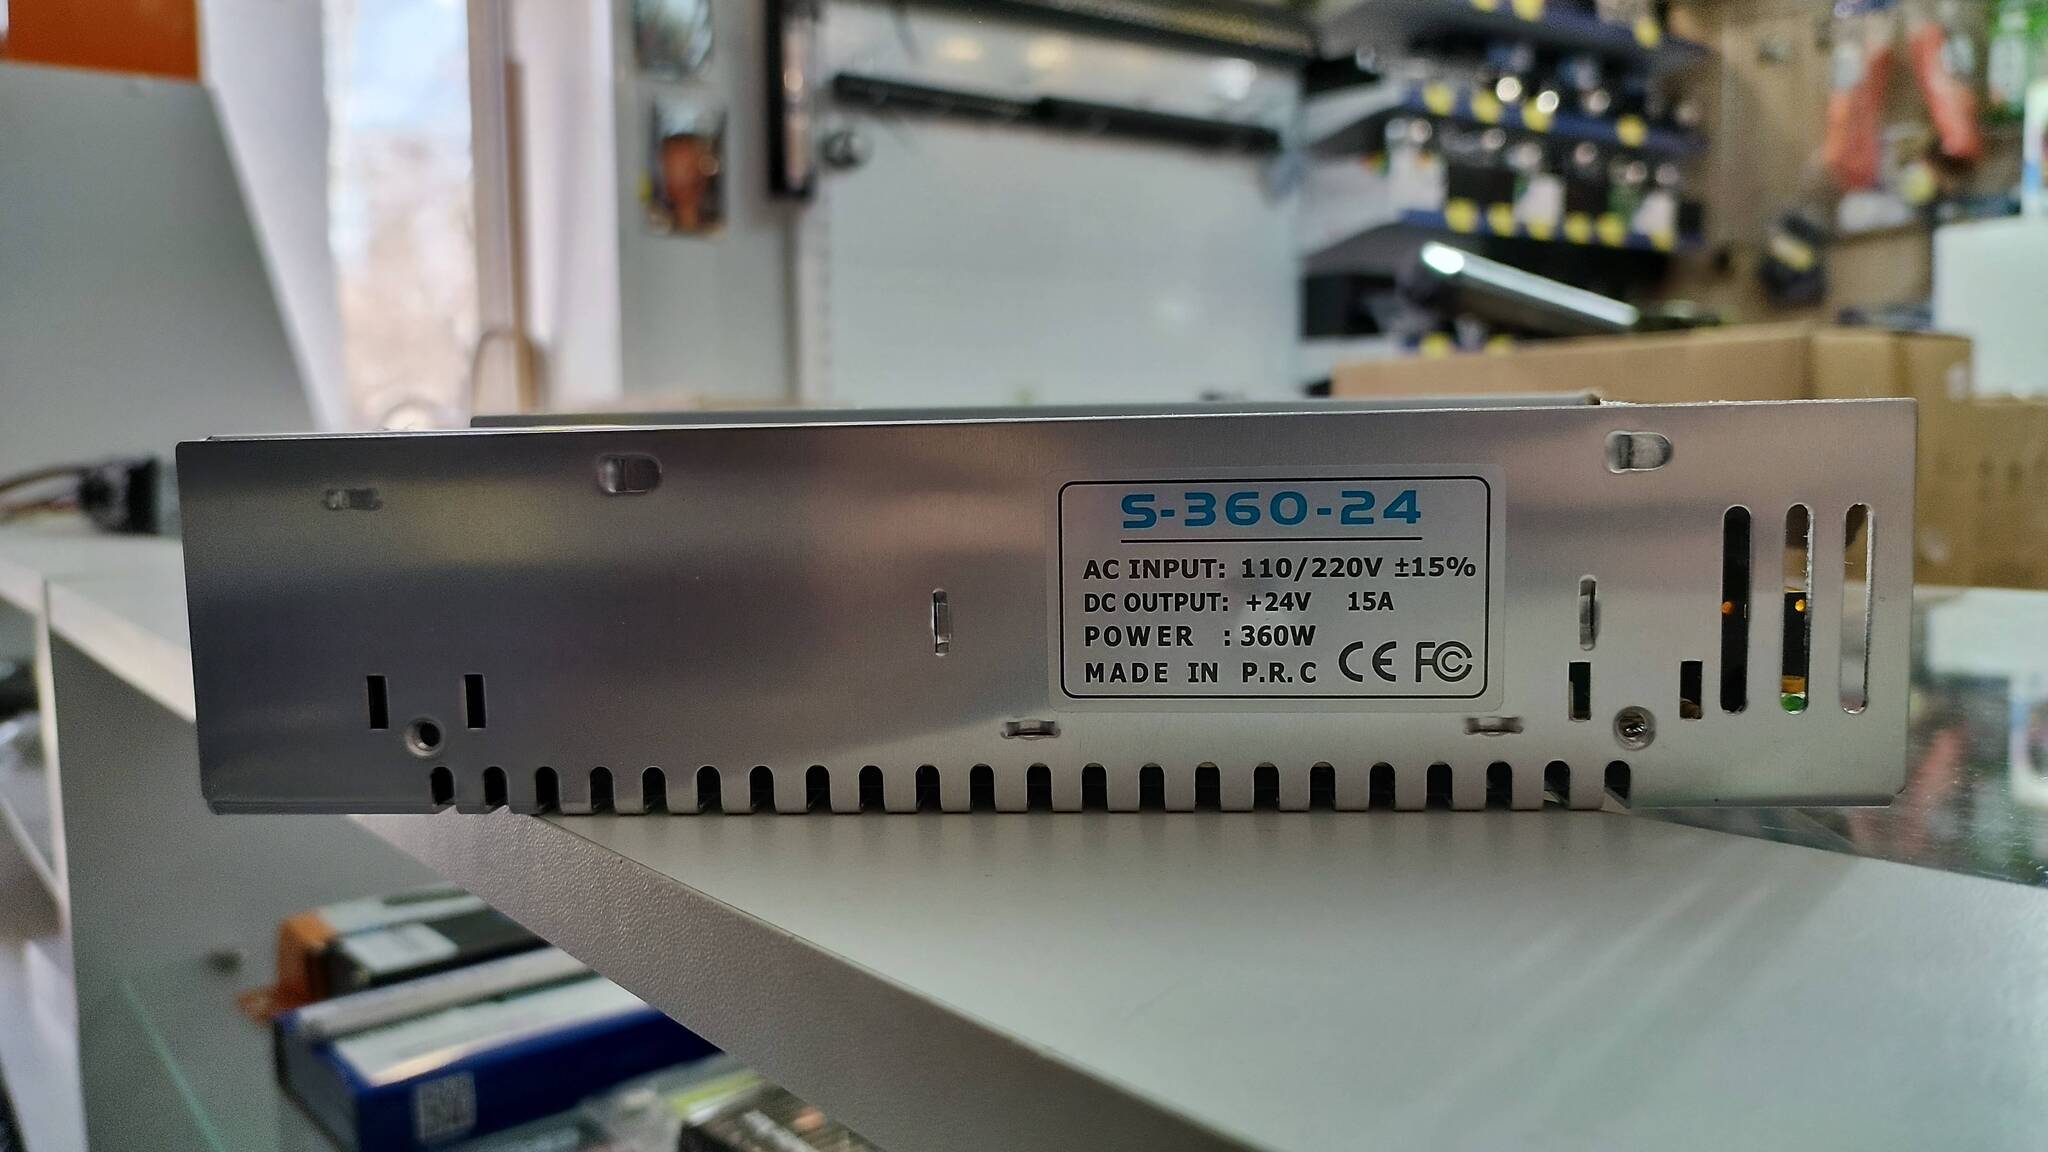 S-360-24
AC INPUT: 110/220V ±15%
DC OUTPUT: +24V 15A
POWER : 360W
MADE IN P.R.C CE FC